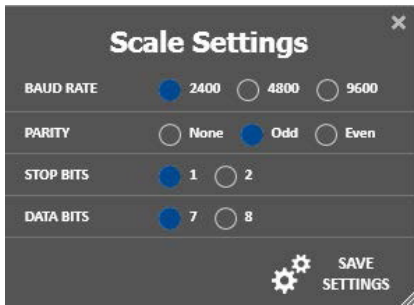 Scale Settings
BAUD RATE 2400 4800 9600
PARITY None Odd Even
STOP BITS 1 2
DATA BITS 7 8
SAVE
SETTINGS